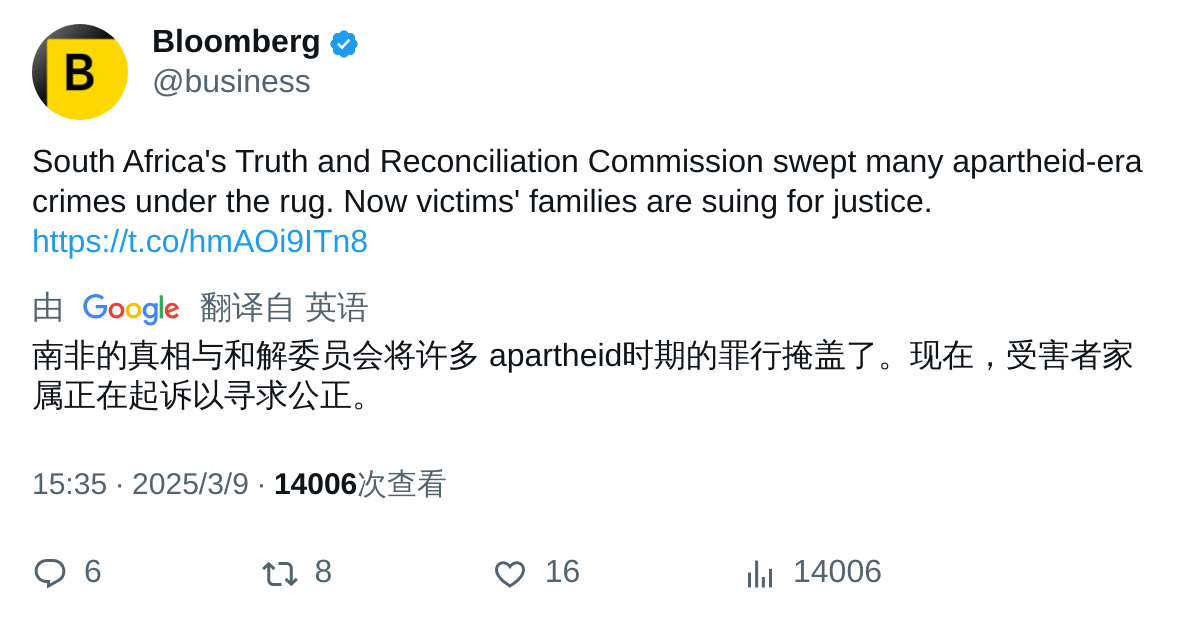 B
Bloomberg
@business
South Africa's Truth and Reconciliation Commission swept many apartheid-era
crimes under the rug. Now victims' families are suing for justice.
https://t.co/hmAOi9ITn8
由 Google 翻译自 英语
南非的真相与和解委员会将许多 apartheid时期的罪行掩盖了。现在，受害者家
属正在起诉以寻求公正。
15:35 · 2025/3/9 · 14006次查看
6 8 16 14006